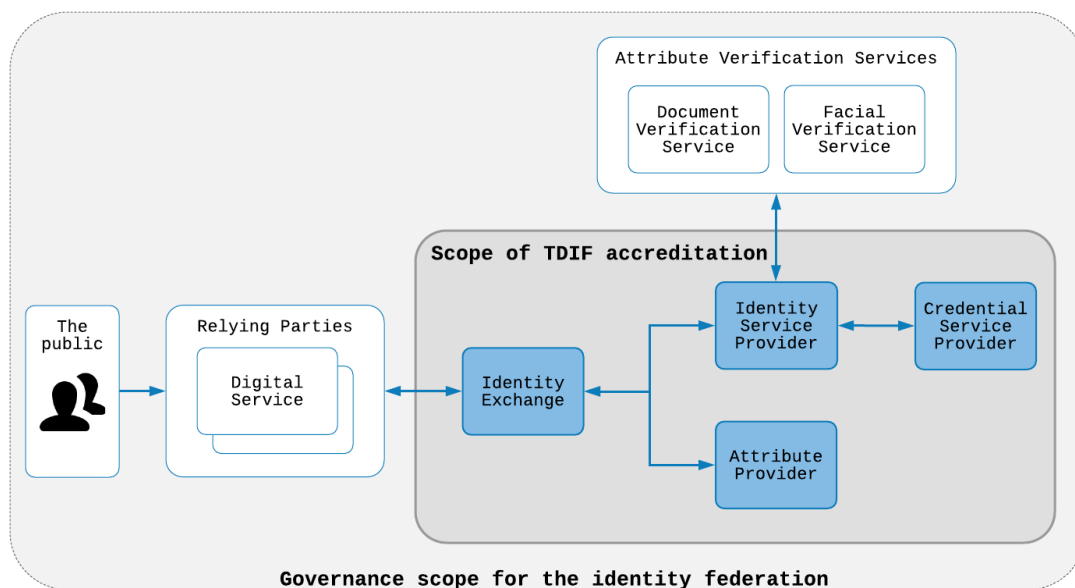 Attribute Verification Services
Document
Verification
Service
Facial
Verification
Service
Scope of TDIF accreditation
The
public
Relying Parties
Digital
Service
Identity
Exchange
Identity
Service
Provider
Credential
Service
Provider
Attribute
Provider
Governance scope for the identity federation